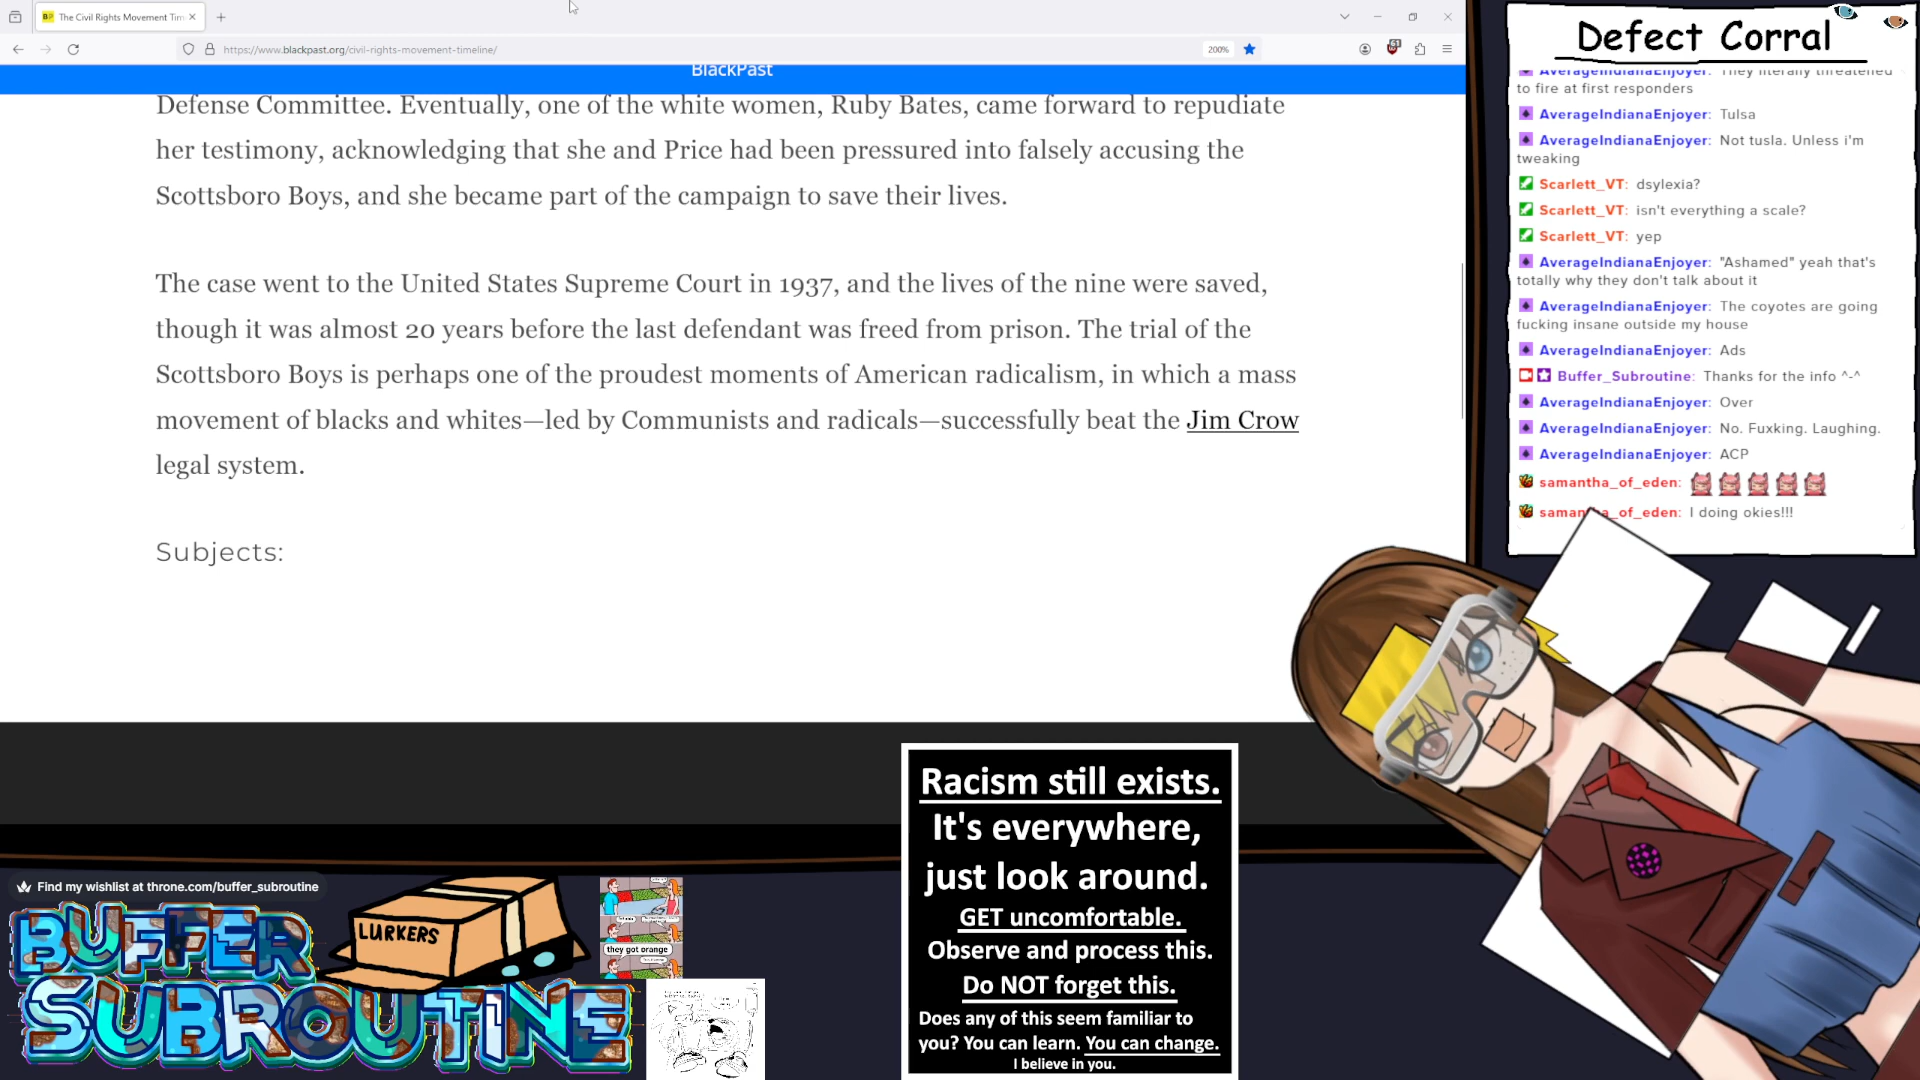 The Civil Rights Movement Tim
https://www.blackpast.org/civil-rights-movement-timeline/
200%
BlackPast
Defense Committee. Eventually, one of the white women, Ruby Bates, came forward to repudiate
her testimony, acknowledging that she and Price had been pressured into falsely accusing the
Scottsboro Boys, and she became part of the campaign to save their lives.
The case went to the United States Supreme Court in 1937, and the lives of the nine were saved,
though it was almost 20 years before the last defendant was freed from prison. The trial of the
Scottsboro Boys is perhaps one of the proudest moments of American radicalism, in which a mass
movement of blacks and whites—led by Communists and radicals—successfully beat the Jim Crow
legal system.
Subjects:
Defect Corral
AverageIndianaEnjoyer: They literally threatened
to fire at first responders
AverageIndianaEnjoyer: Tulsa
AverageIndianaEnjoyer: Not tusla. Unless i'm
tweaking
Scarlett_VT: dsylexia?
Scarlett_VT: isn't everything a scale?
Scarlett_VT: yep
AverageIndianaEnjoyer: "Ashamed" yeah that's
totally why they don't talk about it
AverageIndianaEnjoyer: The coyotes are going
fucking insane outside my house
AverageIndianaEnjoyer: Ads
Buffer_Subroutine: Thanks for the info ^-^
AverageIndianaEnjoyer: Over
AverageIndianaEnjoyer: No. Fuxking. Laughing.
AverageIndianaEnjoyer: ACP
samantha_of_eden:
samantha_of_eden: I doing okies!!!
Find my wishlist at throne.com/buffer_subroutine
BUFFER
SUBROUTINE
LURKERS
they got orange
Racism still exists.
It's everywhere,
just look around.
GET uncomfortable.
Observe and process this.
Do NOT forget this.
Does any of this seem familiar to
you? You can learn. You can change.
I believe in you.